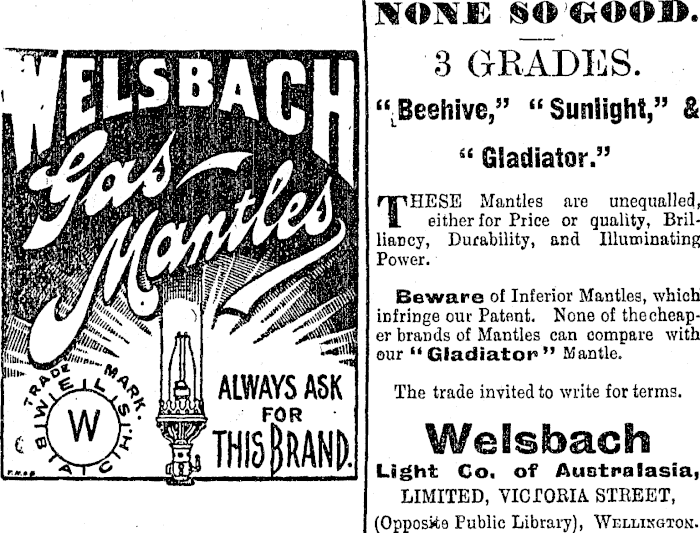 WELSBACH
Gas
Mantles
TRADE MARK.
WELSBACH
W
ALWAYS ASK
FOR
THIS BRAND.
NONE SO GOOD.
3 GRADES.
“Beehive,” “Sunlight,” &
“Gladiator.”
THESE Mantles are unequalled,
either for Price or quality, Bril-
liancy, Durability, and Illuminating
Power.
Beware of Inferior Mantles, which
infringe our Patent. None of the cheap-
er brands of Mantles can compare with
our “Gladiator” Mantle.
The trade invited to write for terms.
Welsbach
Light Co. of Australasia,
LIMITED, VICTORIA STREET,
(Opposite Public Library), WELLINGTON.